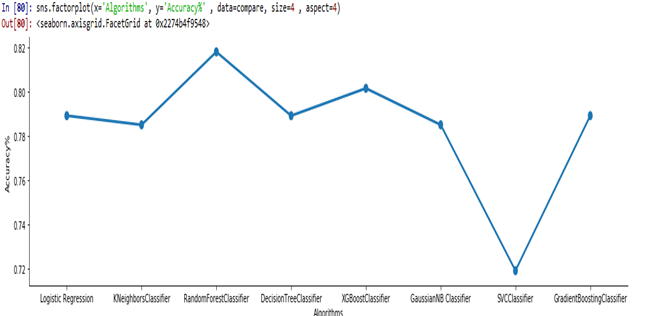 In [80]: sns.factorplot(x='Algorithms', y='Accuracy%' , data=compare, size=4 , aspect=4)
Out[80]: <seaborn.axisgrid.FacetGrid at 0x2274b4f9548>
0.82
0.80
0.78
0.76
0.74
0.72
Accuracy%
Logistic Regression KNeighborsClassifier RandomForestClassifier DecisionTreeClassifier XGBoostClassifier GaussianNB Classifier SVCClassifier GradientBoostingClassifier
Algorithms